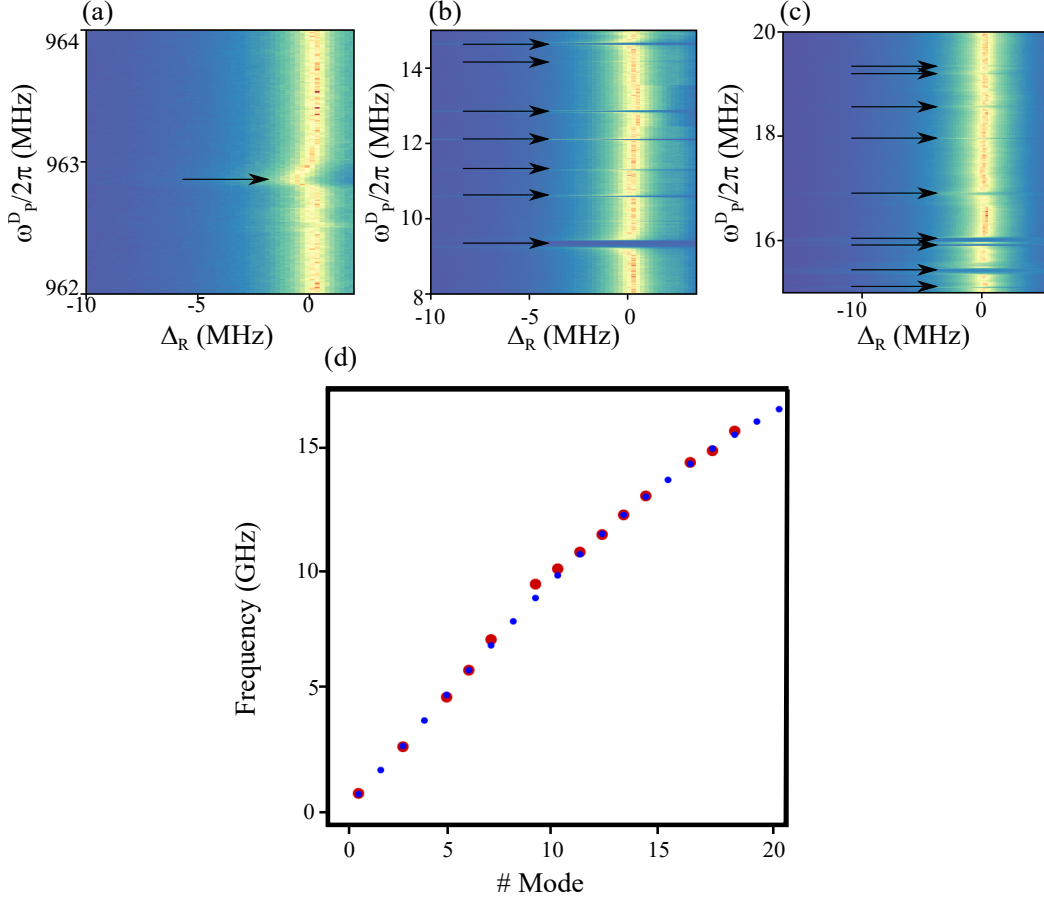 (a)
964
963
962
ω^D_P/2π (MHz)
-10
-5
0
Δ_R (MHz)
(b)
14
12
10
8
ω^D_P/2π (MHz)
-10
-5
0
Δ_R (MHz)
(c)
20
18
16
ω^D_P/2π (MHz)
-10
0
Δ_R (MHz)
(d)
15
10
5
0
Frequency (GHz)
0
5
10
15
20
# Mode